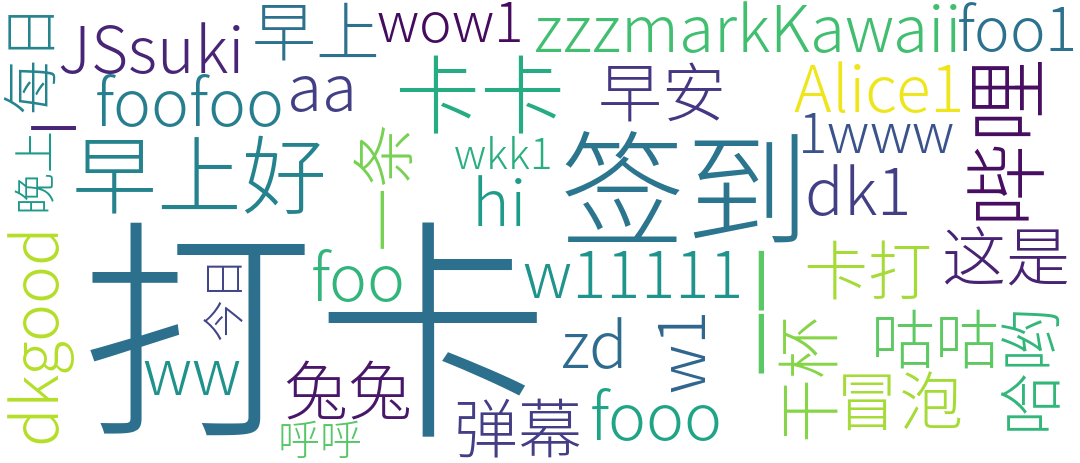 每日
JSsuki
早上
wow1
zzzmarkKawaii
foo1
foofoo
aa
卡卡
早安
Alice1
哔哩
晚上
早上好
一条
wkk1
hi
签到
1www
dk1
dkgood
打卡
今日
foo
w11111
卡打
这是
ww
兔兔
呼呼
弹幕
zd
w1
fooo
干杯
咕咕
冒泡
哈哟